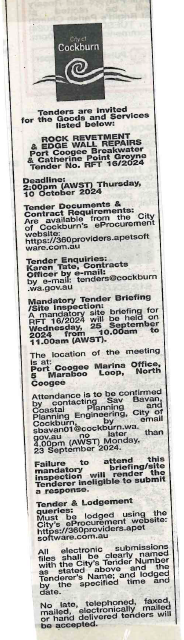 City of
Cockburn
Tenders are invited
for the Goods and Services
listed below:
ROCK REVETMENT
& EDGE WALL REPAIRS
Port Coogee Breakwater
& Catherine Point Groyne
Tender No. RFT 16/2024
Deadline:
2:00pm (AWST) Thursday,
10 October 2024
Tender Documents &
Contract Requirements:
Are available from the City
of Cockburn's eProcurement
website:
https://360providers.apetsoft
ware.com.au
Tender Enquiries:
Karen Tate, Contracts
Officer by e-mail:
by e-mail: tenders@cockburn
.wa.gov.au
Mandatory Tender Briefing
/Site Inspection:
A mandatory site briefing for
RFT 16/2024 will be held on
Wednesday, 25 September
2024 from 10.00am to
11.00am (AWST).
The location of the meeting
is at:
Port Coogee Marina Office,
5 Maraboo Loop, North
Coogee
Attendance is to be confirmed
by contacting Sav Bavan,
Coastal Planning and
Planning Engineering, City of
Cockburn, by email
sbavan01@cockburn.wa.
gov.au no later than
4.00pm (AWST) Monday,
23 September 2024.
Failure to attend this
mandatory briefing/site
inspection will render the
Tenderer ineligible to submit
a response.
Tender & Lodgement
queries:
Must be lodged using the
City's eProcurement website:
https://360providers.apet
software.com.au
All electronic submissions
files shall be clearly named
with the City's Tender Number
as stated above and the
Tenderer's Name; and lodged
by the specified time and
date.
No late, telephoned, faxed,
mailed, electronically mailed
or hand delivered tenders will
be accepted.